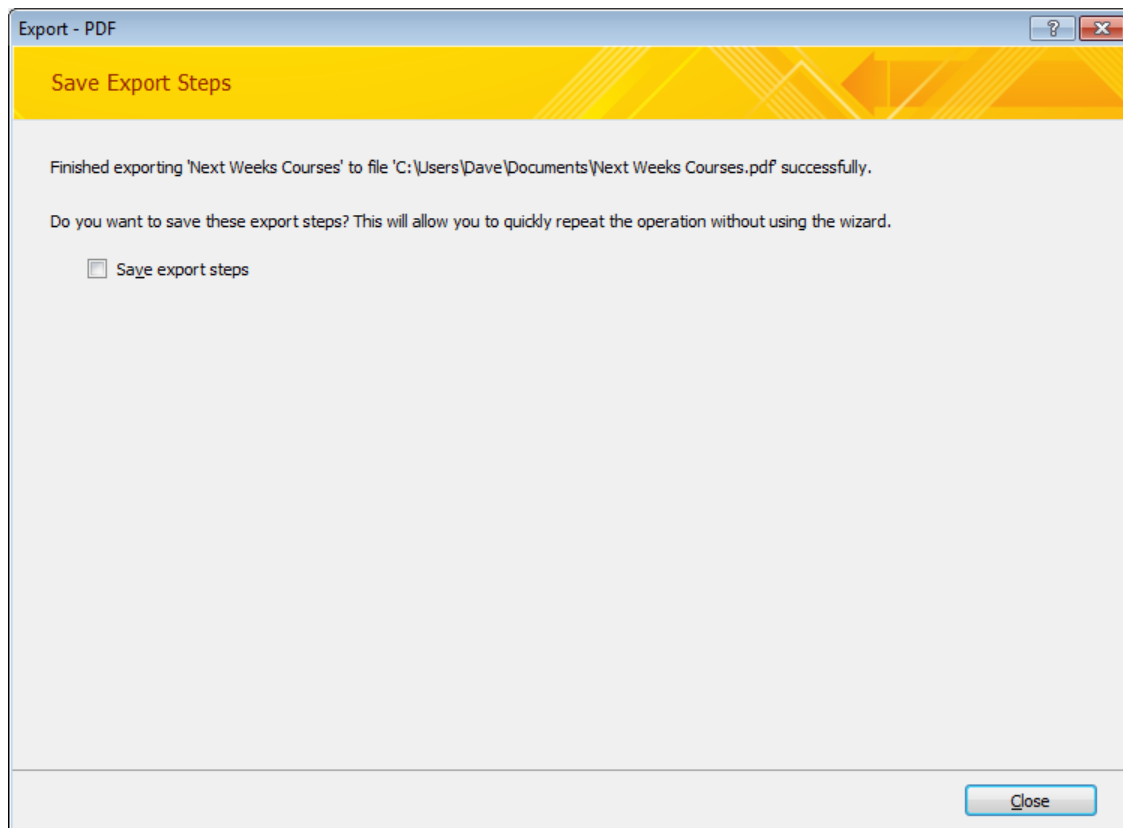 Export - PDF
?
Save Export Steps
Finished exporting 'Next Weeks Courses' to file 'C:\Users\Dave\Documents\Next Weeks Courses.pdf' successfully.
Do you want to save these export steps? This will allow you to quickly repeat the operation without using the wizard.
Save export steps
Close